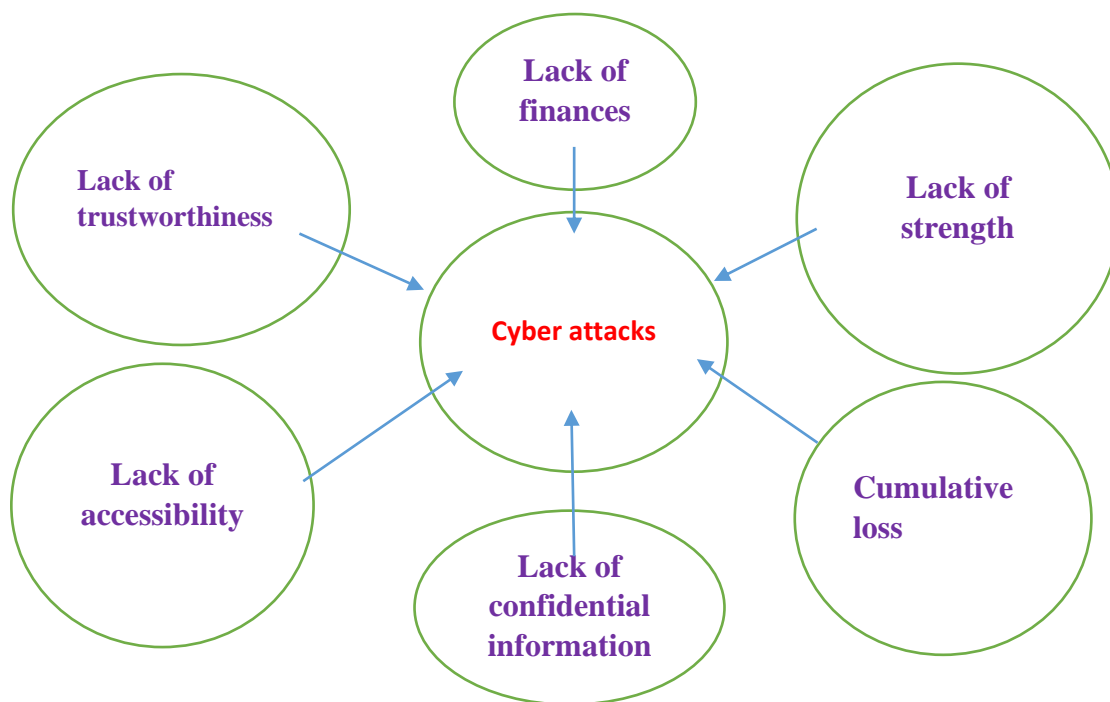 Lack of
finances
Lack of
trustworthiness
Lack of
strength
Cyber attacks
Lack of
accessibility
Cumulative
loss
Lack of
confidential
information